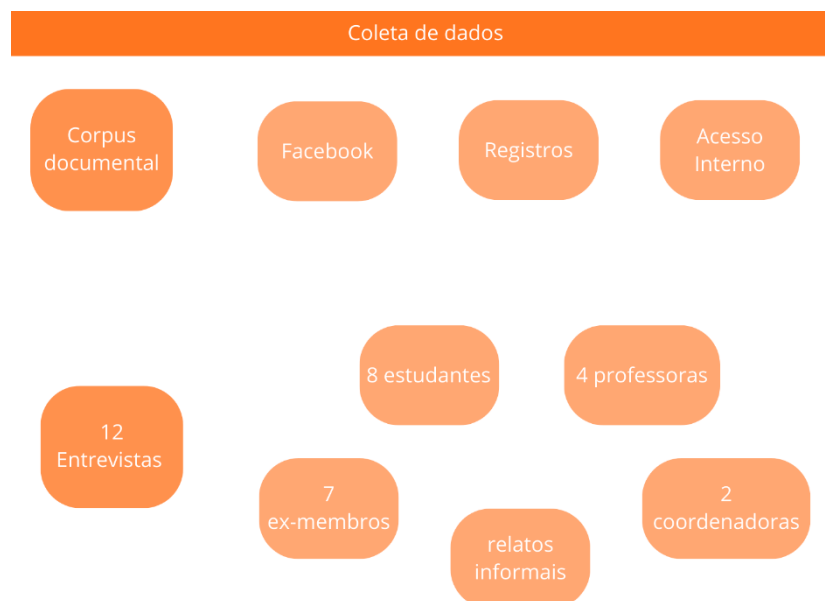 Coleta de dados
Corpus
documental
Facebook
Registros
Acesso
Interno
8 estudantes
4 professoras
12
Entrevistas
7
ex-membros
2
coordenadoras
relatos
informais